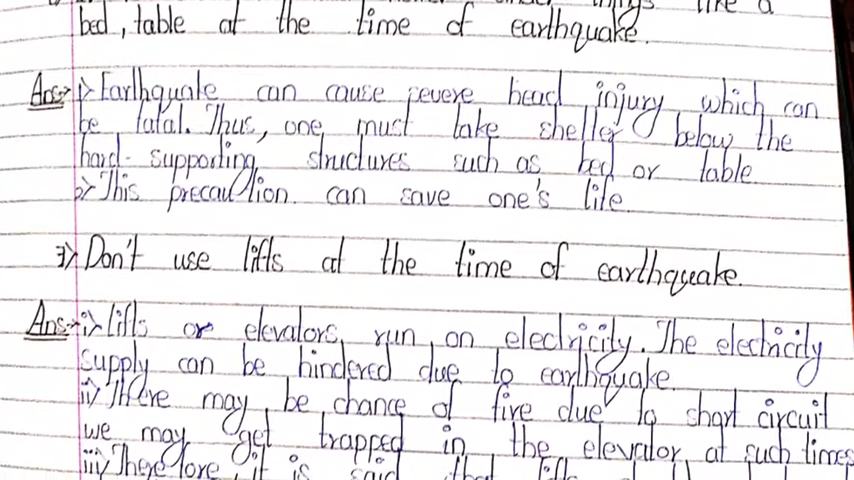 things like a
bed, table at the time of earthquake.
Ans→ i> Earthquake can cause severe head injury which can
be fatal. Thus, one must take shelter below the
hard supporting structures such as bed or table
2> This precaution can save one's life
3> Don't use lifts at the time of earthquake.
Ans→ i> lifts or elevators run on electricity. The electricity
supply can be hindered due to earthquake.
ii> There may be chance of fire due to short circuit
we may get trapped in the elevator at such times
iii> Therefore, it is said that lifts